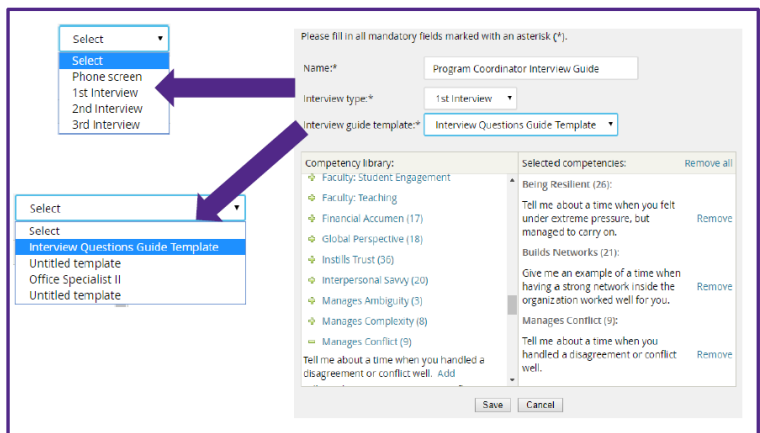 Select
Select
Phone screen
1st Interview
2nd Interview
3rd Interview
Select
Select
Interview Questions Guide Template
Untitled template
Office Specialist II
Untitled template
Please fill in all mandatory fields marked with an asterisk (*).
Name:* Program Coordinator Interview Guide
Interview type:* 1st Interview
Interview guide template:* Interview Questions Guide Template
Competency library:
Faculty: Student Engagement
Faculty: Teaching
Financial Accumen (17)
Global Perspective (18)
Instills Trust (36)
Interpersonal Savvy (20)
Manages Ambiguity (3)
Manages Complexity (8)
Manages Conflict (9)
Tell me about a time when you handled a
disagreement or conflict well. Add
Selected competencies: Remove all
Being Resilient (26):
Tell me about a time when you felt
under extreme pressure, but Remove
managed to carry on.
Builds Networks (21):
Give me an example of a time when
having a strong network inside the Remove
organization worked well for you.
Manages Conflict (9):
Tell me about a time when you
handled a disagreement or conflict Remove
well.
Save Cancel